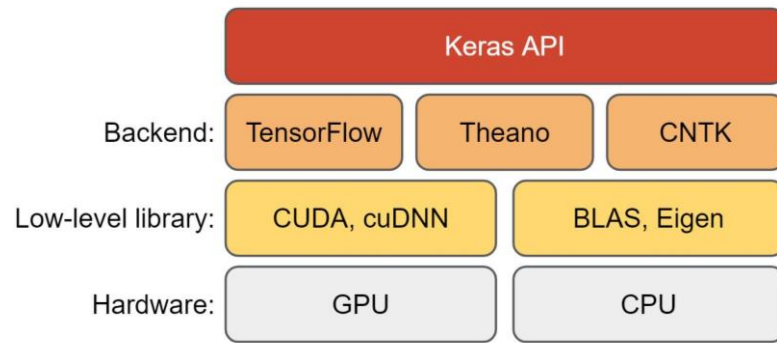 Keras API
Backend: TensorFlow Theano CNTK
Low-level library: CUDA, cuDNN BLAS, Eigen
Hardware: GPU CPU